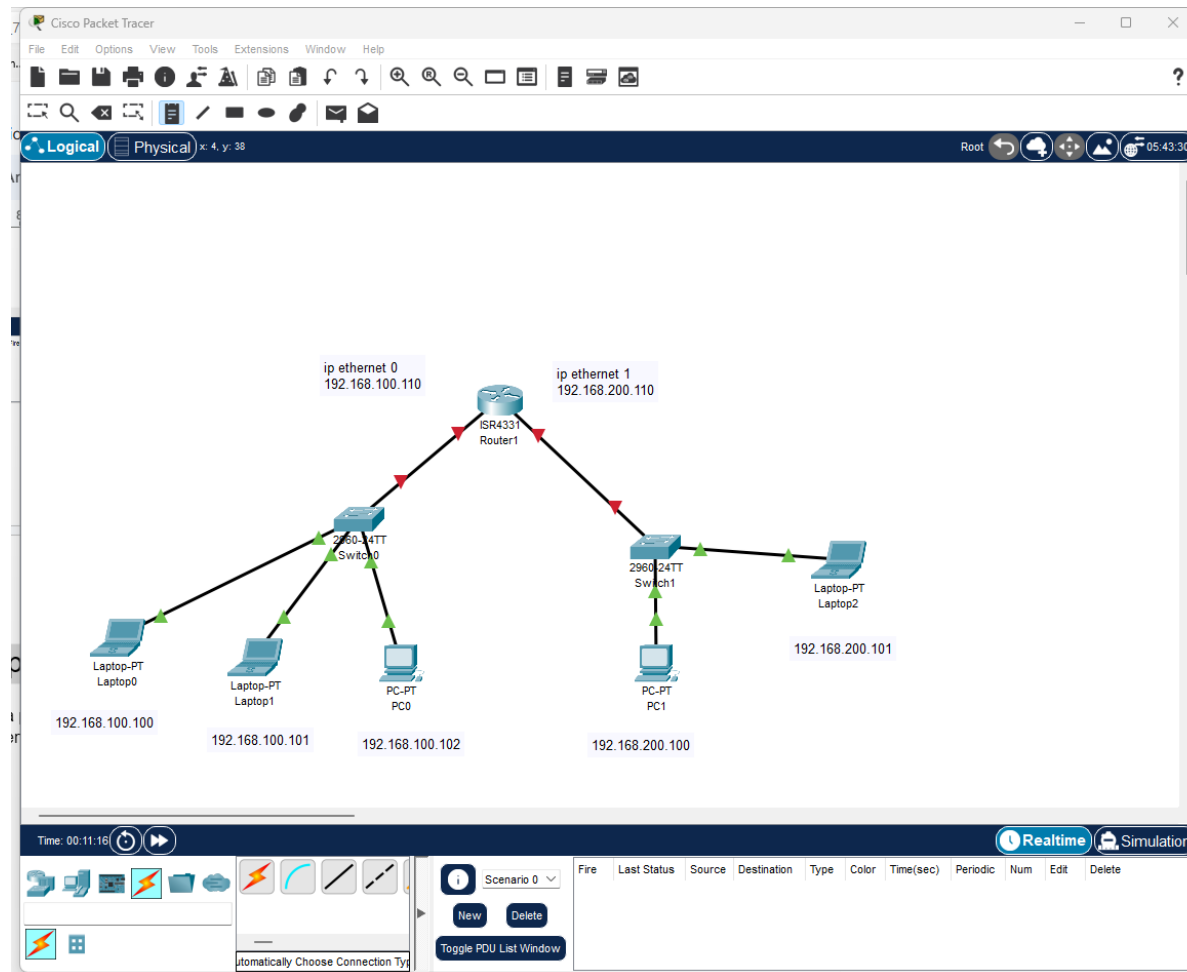 Cisco Packet Tracer
File Edit Options View Tools Extensions Window Help
?
Logical Physical x: 4, y: 38 Root 05:43:30
ip ethernet 0
192.168.100.110
ip ethernet 1
192.168.200.110
ISR4331
Router1
2960-24TT
Switch0
2960-24TT
Switch1
Laptop-PT
Laptop2
192.168.200.101
Laptop-PT
Laptop0
192.168.100.100
Laptop-PT
Laptop1
192.168.100.101
PC-PT
PC0
192.168.100.102
PC-PT
PC1
192.168.200.100
Time: 00:11:16 Realtime Simulation
Scenario 0
New Delete
Toggle PDU List Window
Fire Last Status Source Destination Type Color Time(sec) Periodic Num Edit Delete
utomatically Choose Connection Typ